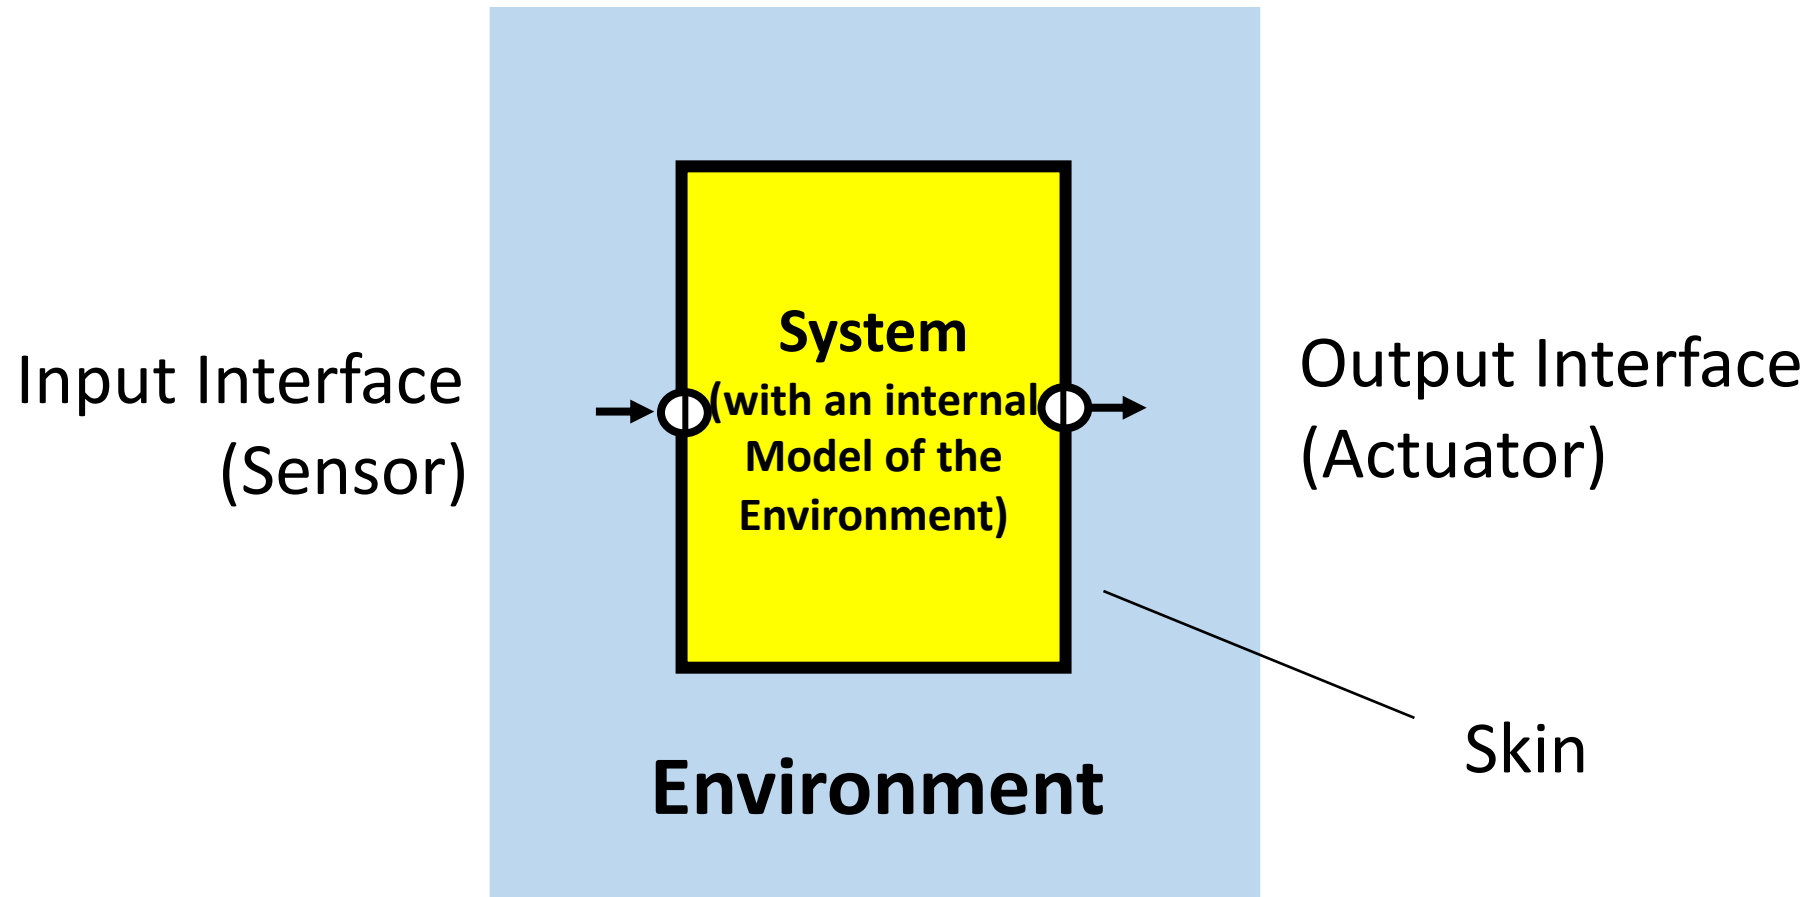 System
Input Interface
(Sensor)
(with an internal
Model of the
Environment)
Output Interface
(Actuator)
Skin
Environment